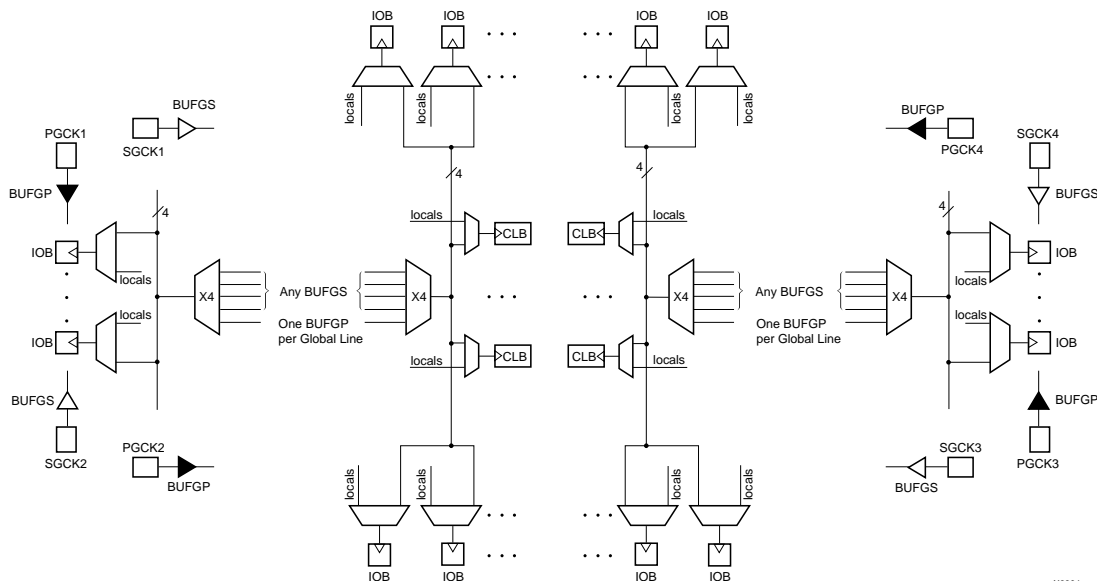 IOB IOB IOB IOB
locals locals locals locals
BUFGS
SGCK1
PGCK1
BUFGP
BUFGP
PGCK4
SGCK4
BUFGS
4 4 4 4
locals CLB CLB locals
IOB locals locals IOB
X4 Any BUFGS X4 X4 Any BUFGS X4
One BUFGP One BUFGP
per Global Line per Global Line
IOB locals locals IOB
locals CLB CLB locals
BUFGS
SGCK2
PGCK2
BUFGP
SGCK3
BUFGS
BUFGP
PGCK3
locals locals locals locals
IOB IOB IOB IOB